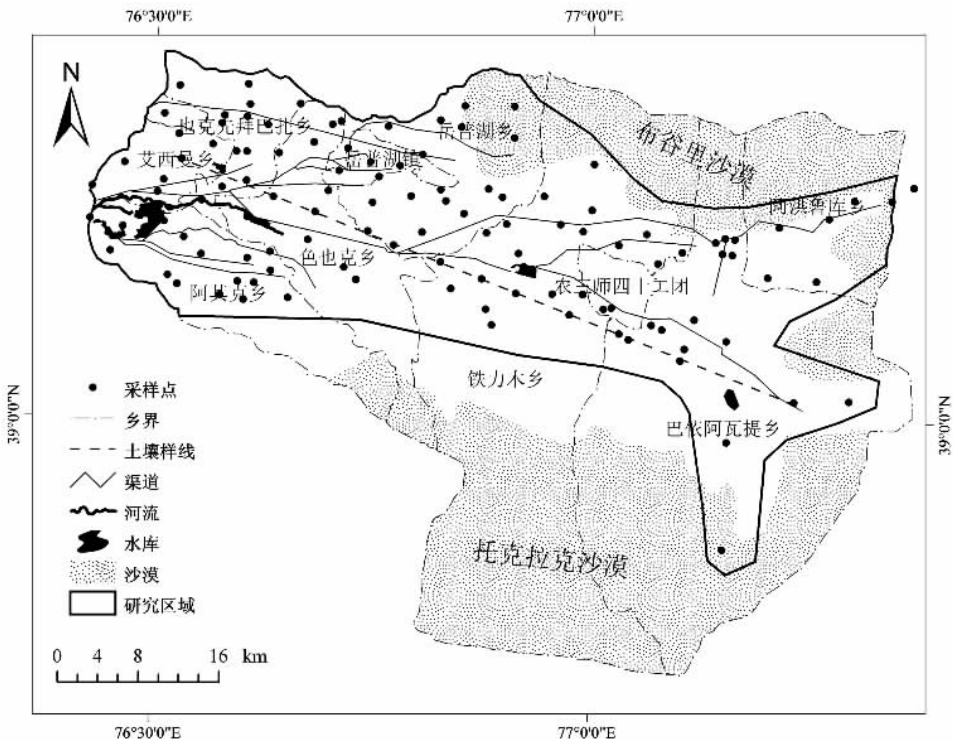 76°30′0″E
77°0′0″E
N
也克先拜巴扎乡
岳普湖乡
布谷里沙漠
艾西曼乡
岳普湖镇
阿洪鲁库乡
色也克乡
阿其克乡
农三师四十二团
铁力木乡
39°0′0″N
39°0′0″N
巴依阿瓦提乡
托克拉克沙漠
采样点
乡界
土壤样线
渠道
河流
水库
沙漠
研究区域
0 4 8 16 km
76°30′0″E
77°0′0″E